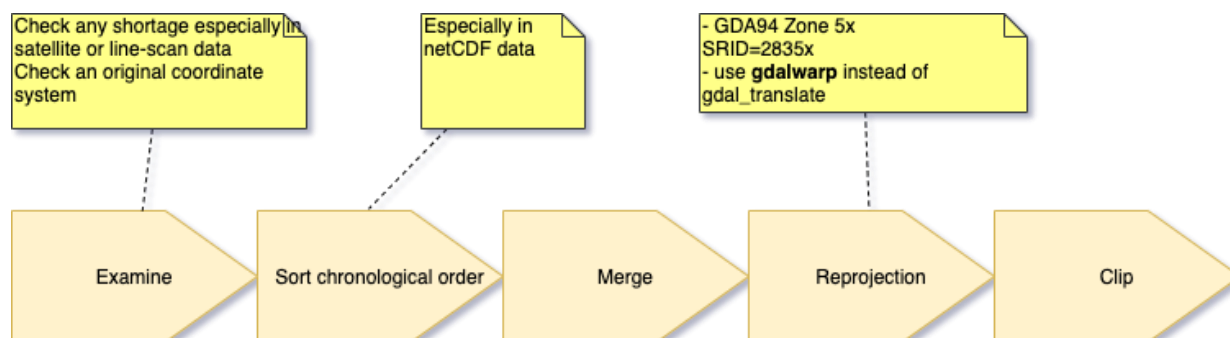 Check any shortage especially in
satellite or line-scan data
Check an original coordinate
system
Especially in
netCDF data
- GDA94 Zone 5x
SRID=2835x
- use gdalwarp instead of
gdal_translate
Examine
Sort chronological order
Merge
Reprojection
Clip